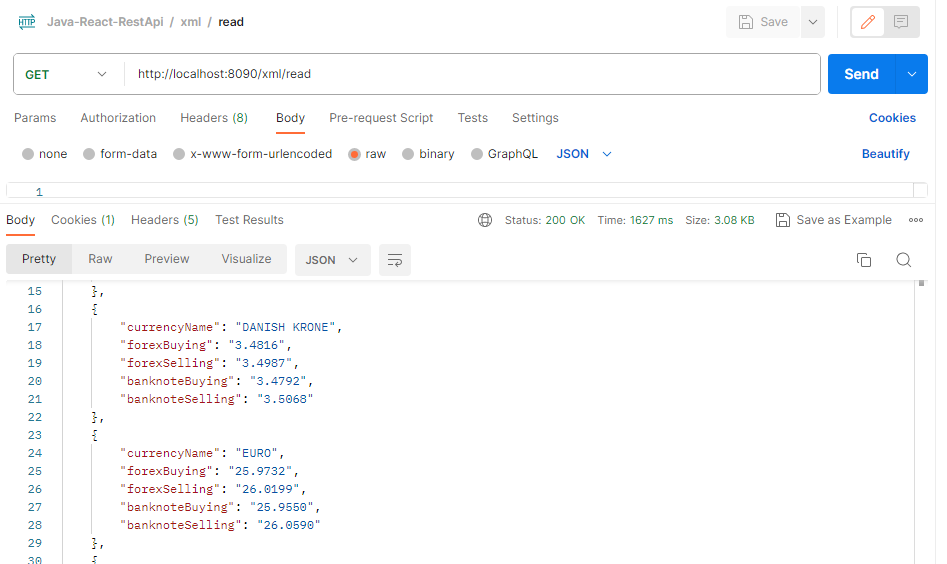 HTTP Java-React-RestApi / xml / read Save
GET http://localhost:8090/xml/read Send
Params Authorization Headers (8) Body Pre-request Script Tests Settings Cookies
none form-data x-www-form-urlencoded raw binary GraphQL JSON Beautify
1
Body Cookies (1) Headers (5) Test Results Status: 200 OK Time: 1627 ms Size: 3.08 KB Save as Example
Pretty Raw Preview Visualize JSON
15 },
16 {
17 "currencyName": "DANISH KRONE",
18 "forexBuying": "3.4816",
19 "forexSelling": "3.4987",
20 "banknoteBuying": "3.4792",
21 "banknoteSelling": "3.5068"
22 },
23 {
24 "currencyName": "EURO",
25 "forexBuying": "25.9732",
26 "forexSelling": "26.0199",
27 "banknoteBuying": "25.9550",
28 "banknoteSelling": "26.0590"
29 },
30 {